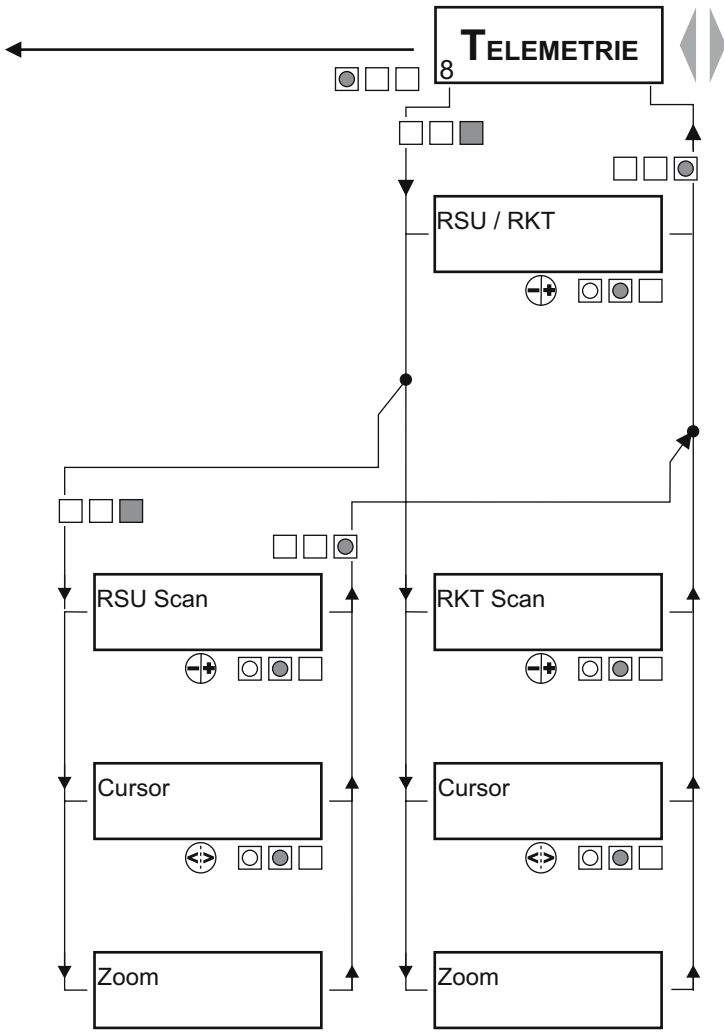 TELEMETRIE
8
RSU / RKT
RSU Scan
RKT Scan
Cursor
Cursor
Zoom
Zoom